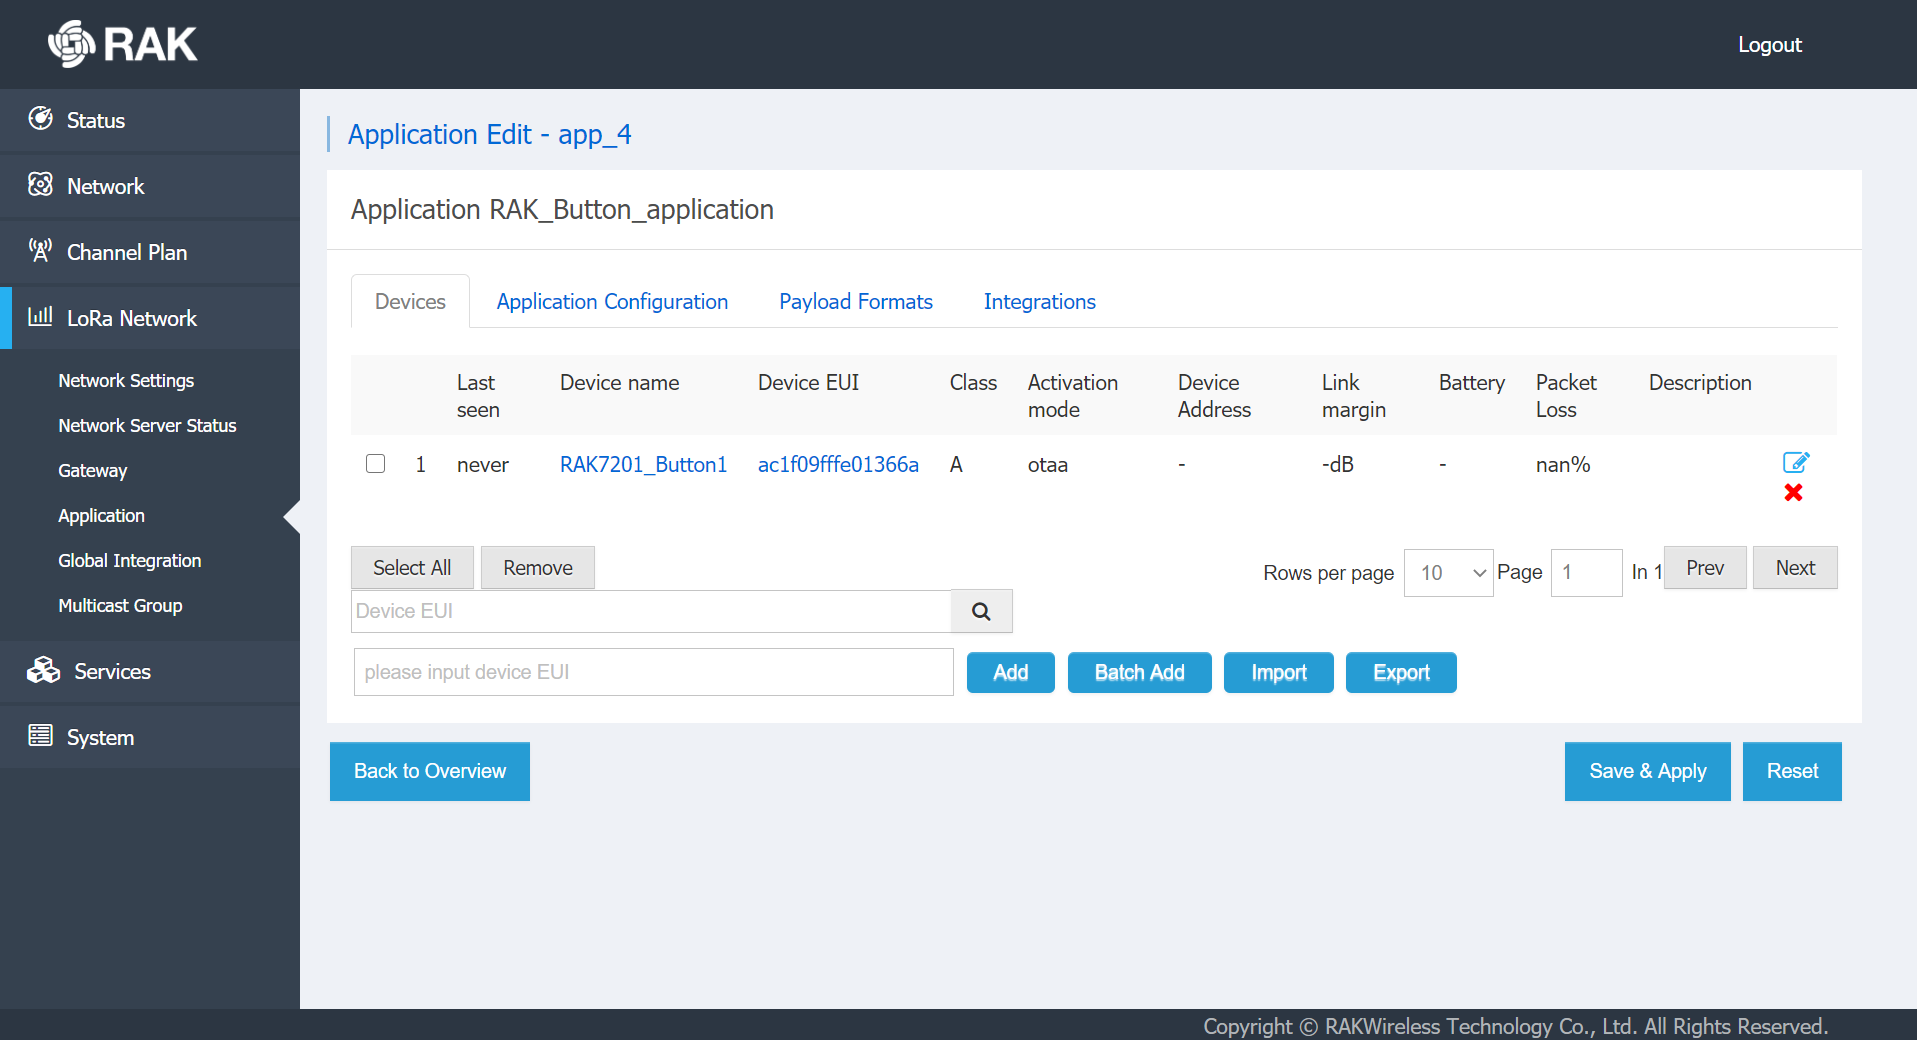 RAK
Logout
Status
Network
Channel Plan
LoRa Network
Network Settings
Network Server Status
Gateway
Application
Global Integration
Multicast Group
Services
System
Application Edit - app_4
Application RAK_Button_application
Devices Application Configuration Payload Formats Integrations
Last seen Device name Device EUI Class Activation mode Device Address Link margin Battery Packet Loss Description
1 never RAK7201_Button1 ac1f09fffe01366a A otaa - -dB - nan%
Select All Remove Rows per page 10 Page 1 In 1 Prev Next
Device EUI
please input device EUI Add Batch Add Import Export
Back to Overview Save & Apply Reset
Copyright © RAKWireless Technology Co., Ltd. All Rights Reserved.